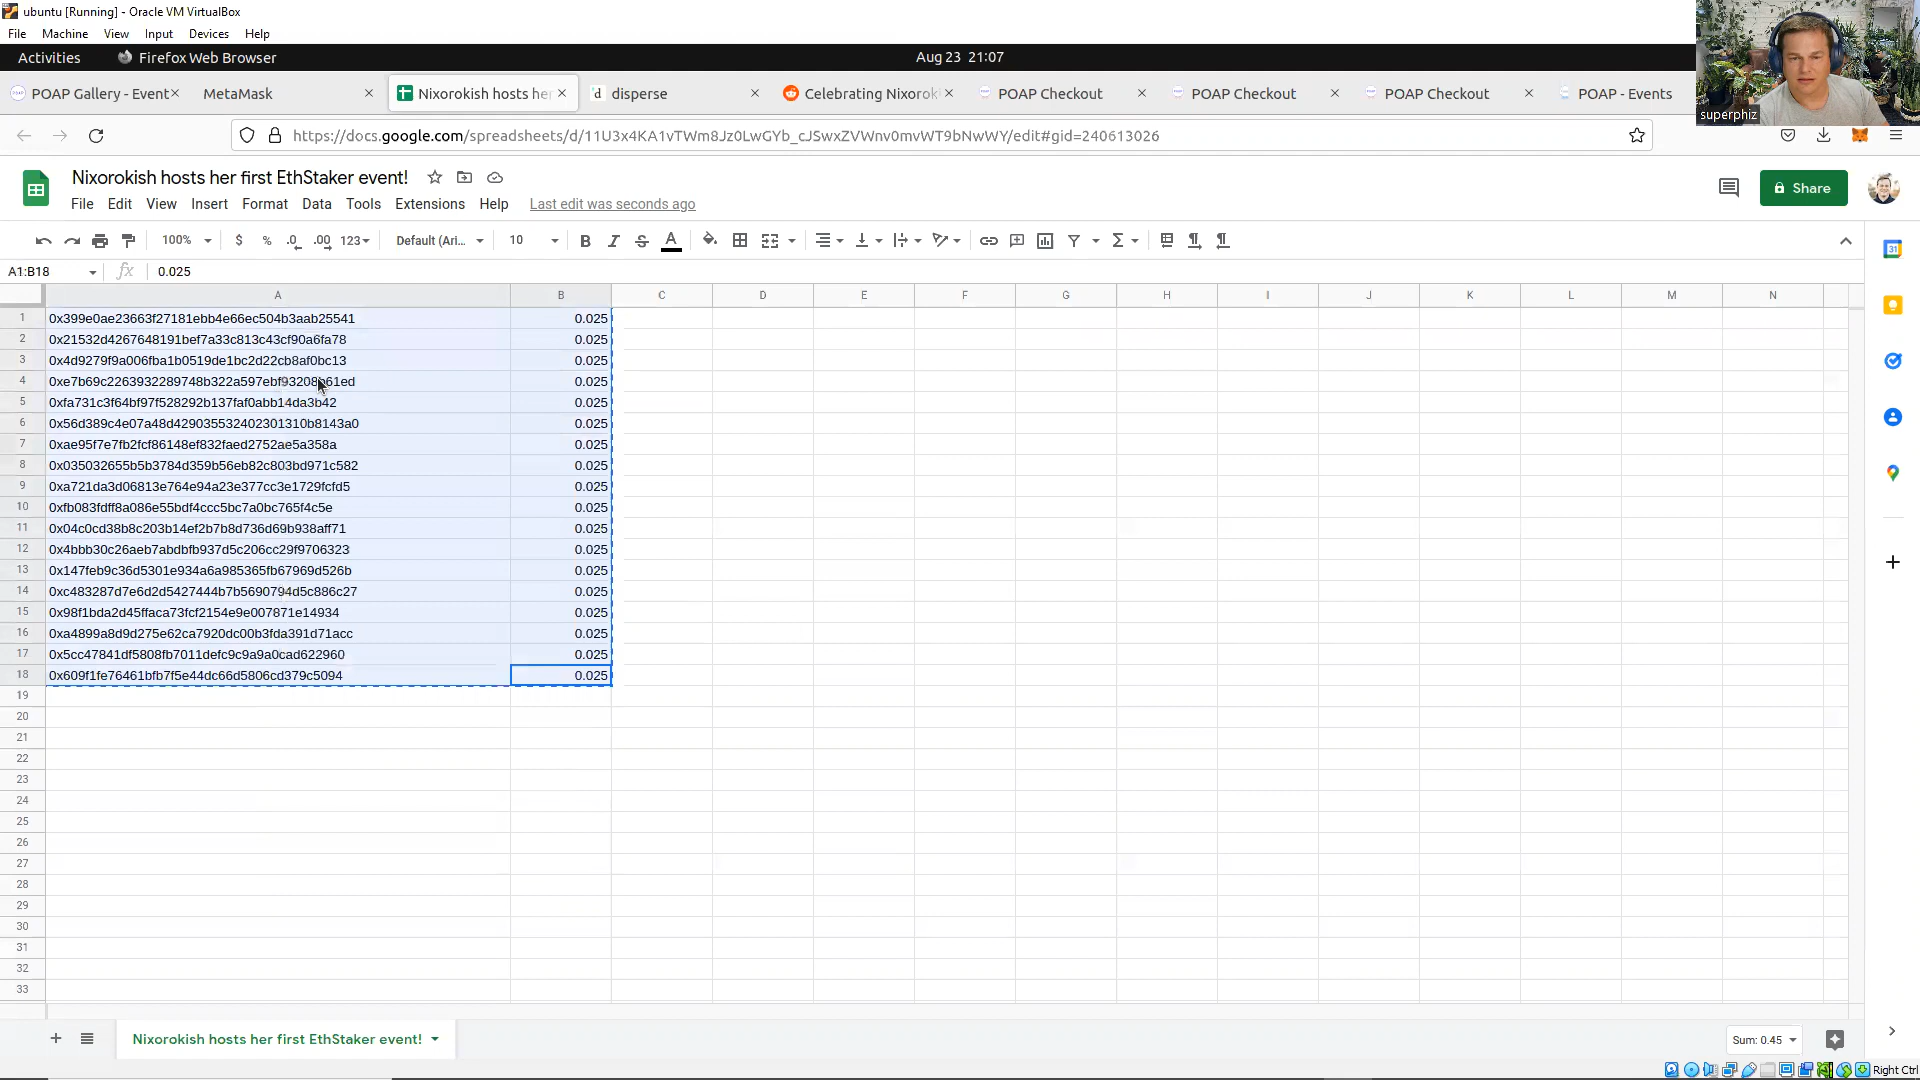 ubuntu [Running] - Oracle VM VirtualBox
File Machine View Input Devices Help
Activities Firefox Web Browser Aug 23 21:07
POAP Gallery - Event MetaMask Nixorokish hosts her disperse Celebrating Nixorok POAP Checkout POAP Checkout POAP Checkout POAP - Events
superphiz
https://docs.google.com/spreadsheets/d/11U3x4KA1vTWm8Jz0LwGYb_cJSwxZVWnv0mvWT9bNwWY/edit#gid=240613026
Nixorokish hosts her first EthStaker event!
Share
File Edit View Insert Format Data Tools Extensions Help Last edit was seconds ago
100% $ % .0 .00 123 Default (Ari... 10 B I S A
A1:B18 fx 0.025
A B C D E F G H I J K L M N
1 0x399e0ae23663f27181ebb4e66ec504b3aab25541 0.025
2 0x21532d4267648191bef7a33c813c43cf90a6fa78 0.025
3 0x4d9279f9a006fba1b0519de1bc2d22cb8af0bc13 0.025
4 0xe7b69c2263932289748b322a597ebf93208b61ed 0.025
5 0xfa731c3f64bf97f528292b137faf0abb14da3b42 0.025
6 0x56d389c4e07a48d429035532402301310b8143a0 0.025
7 0xae95f7e7fb2fcf86148ef832faed2752ae5a358a 0.025
8 0x035032655b5b3784d359b56eb82c803bd971c582 0.025
9 0xa721da3d06813e764e94a23e377cc3e1729fcfd5 0.025
10 0xfb083fdff8a086e55bdf4ccc5bc7a0bc765f4c5e 0.025
11 0x04c0cd38b8c203b14ef2b7b8d736d69b938aff71 0.025
12 0x4bbb30c26aeb7abdbfb937d5c206cc29f9706323 0.025
13 0x147feb9c36d5301e934a6a985365fb67969d526b 0.025
14 0xc483287d7e6d2d5427444b7b5690794d5c886c27 0.025
15 0x98f1bda2d45ffaca73fcf2154e9e007871e14934 0.025
16 0xa4899a8d9d275e62ca7920dc00b3fda391d71acc 0.025
17 0x5cc47841df5808fb7011defc9c9a9a0cad622960 0.025
18 0x609f1fe76461bfb7f5e44dc66d5806cd379c5094 0.025
19
20
21
22
23
24
25
26
27
28
29
30
31
32
33
Nixorokish hosts her first EthStaker event! Sum: 0.45
Right Ctrl